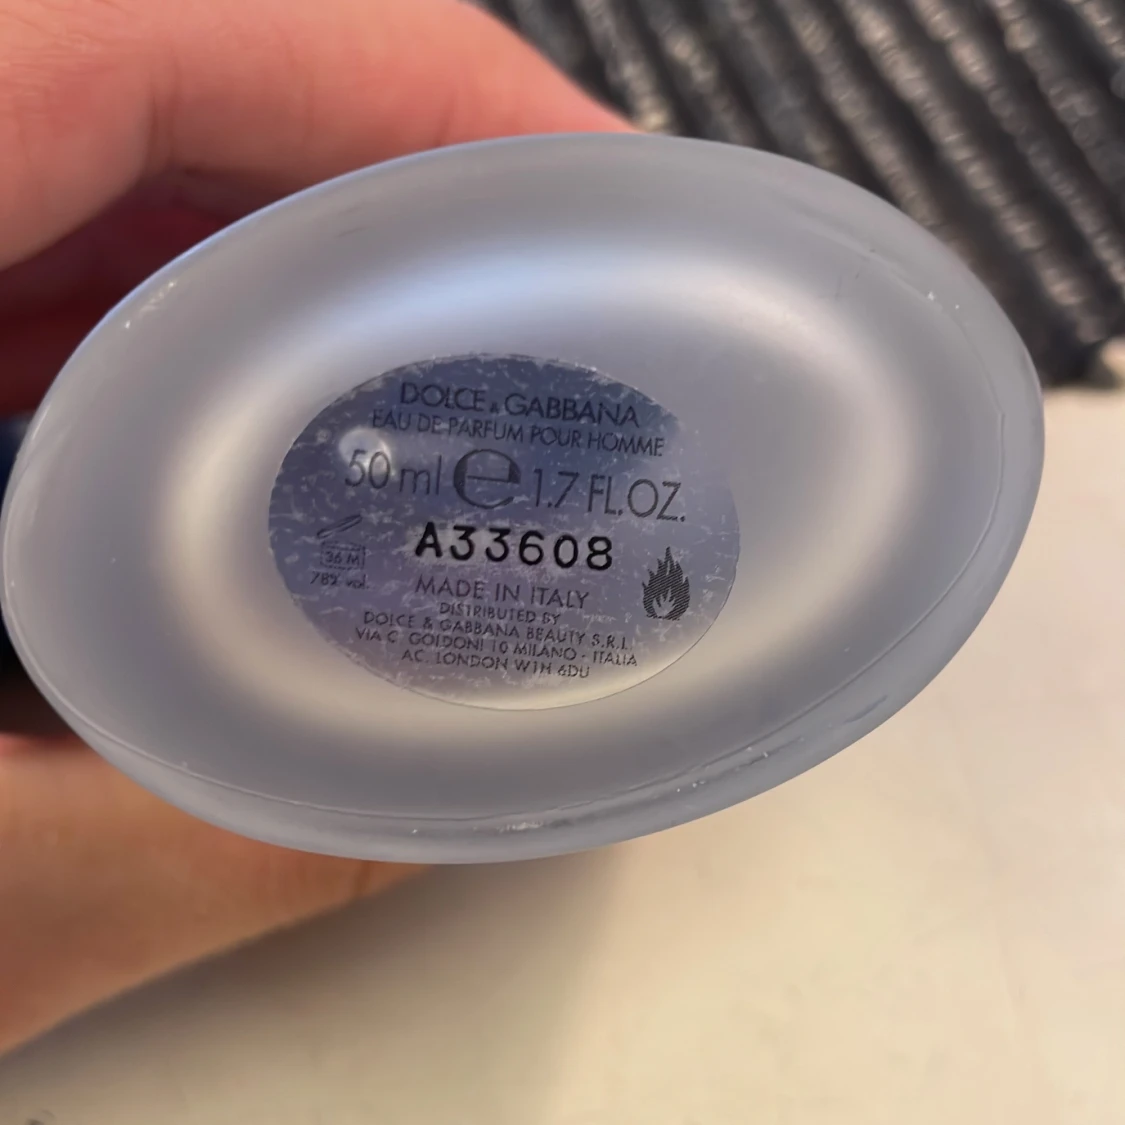 DOLCE & GABBANA
EAU DE PARFUM POUR HOMME
50 ml e 1.7 FL.OZ.
A33608
36 M
78% vol.
MADE IN ITALY
DISTRIBUTED BY
DOLCE & GABBANA BEAUTY S.R.L.
VIA C. GOLDONI 10 MILANO - ITALIA
AC. LONDON W1H 6DU